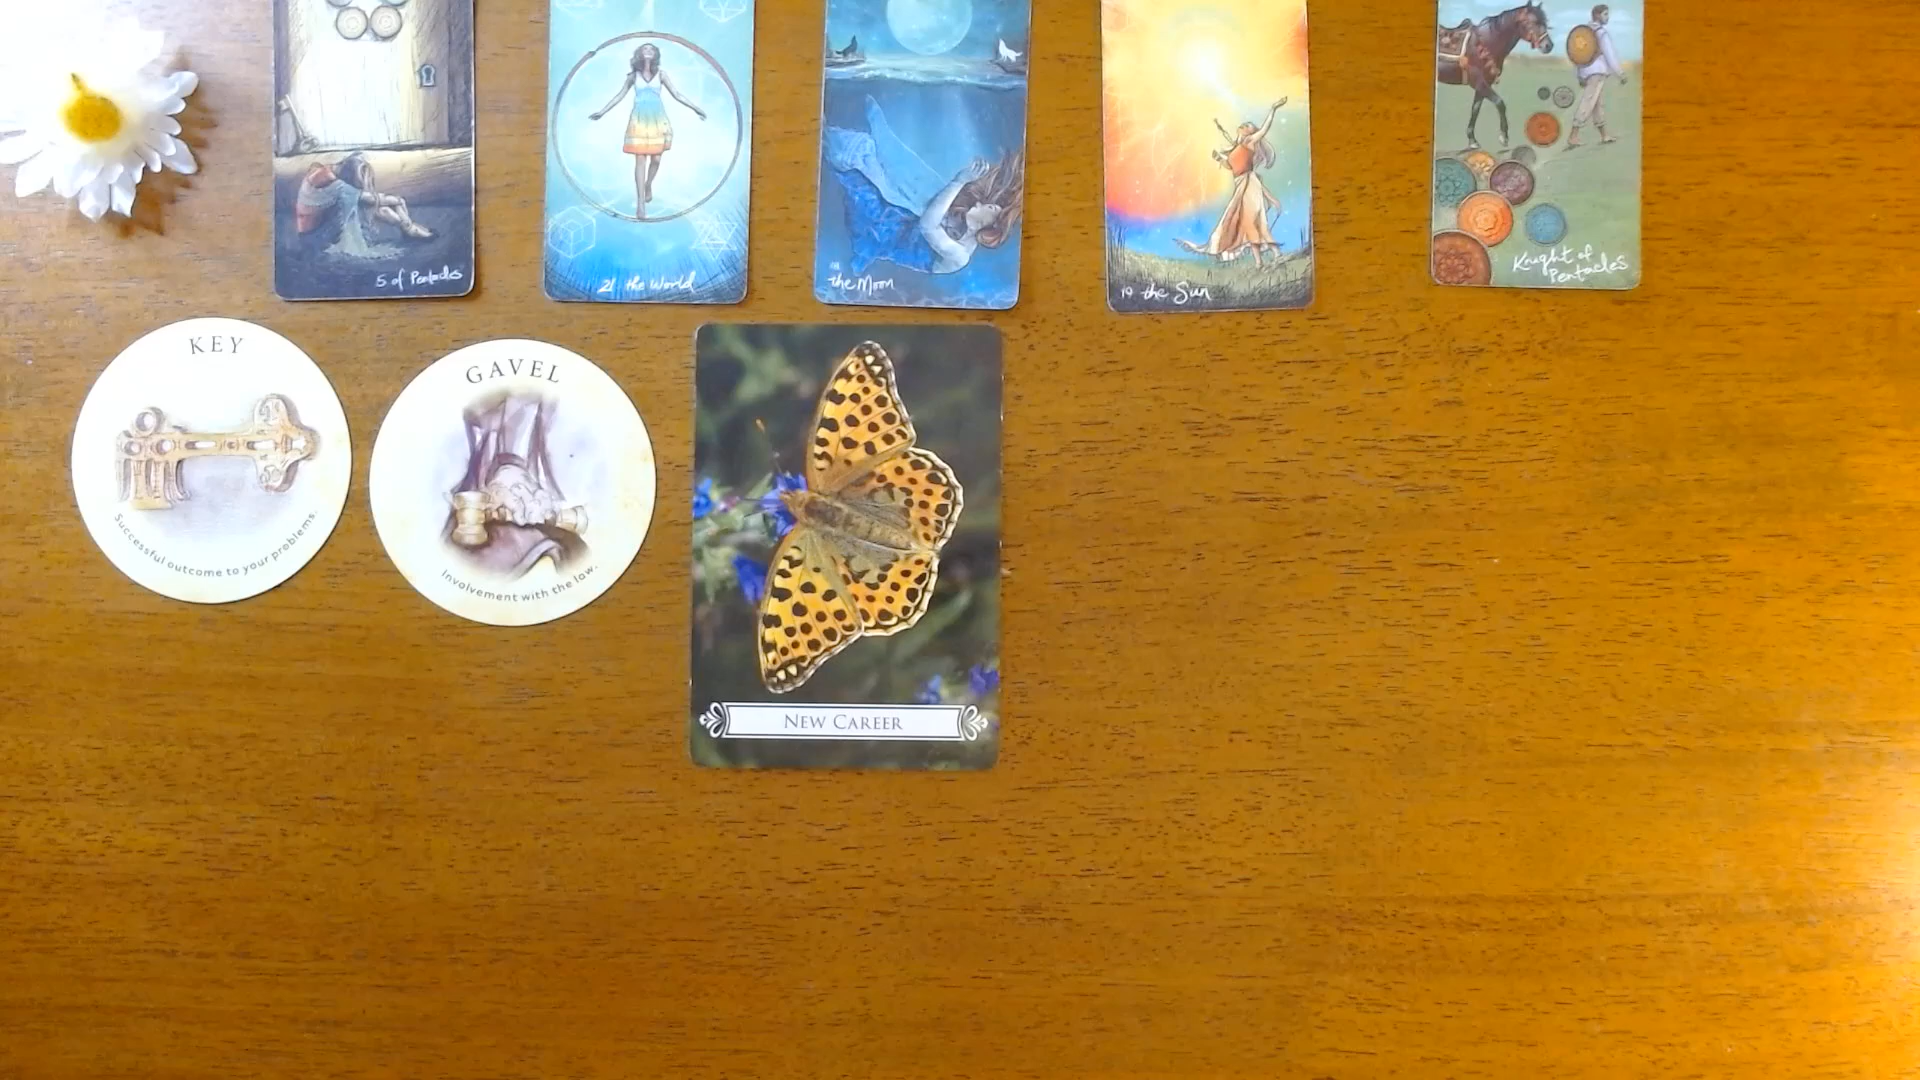 5 of Pentacles
21 the World
the Moon
19 the Sun
Knight of
Pentacles
KEY
Successful outcome to your problems.
GAVEL
Involvement with the law.
NEW CAREER